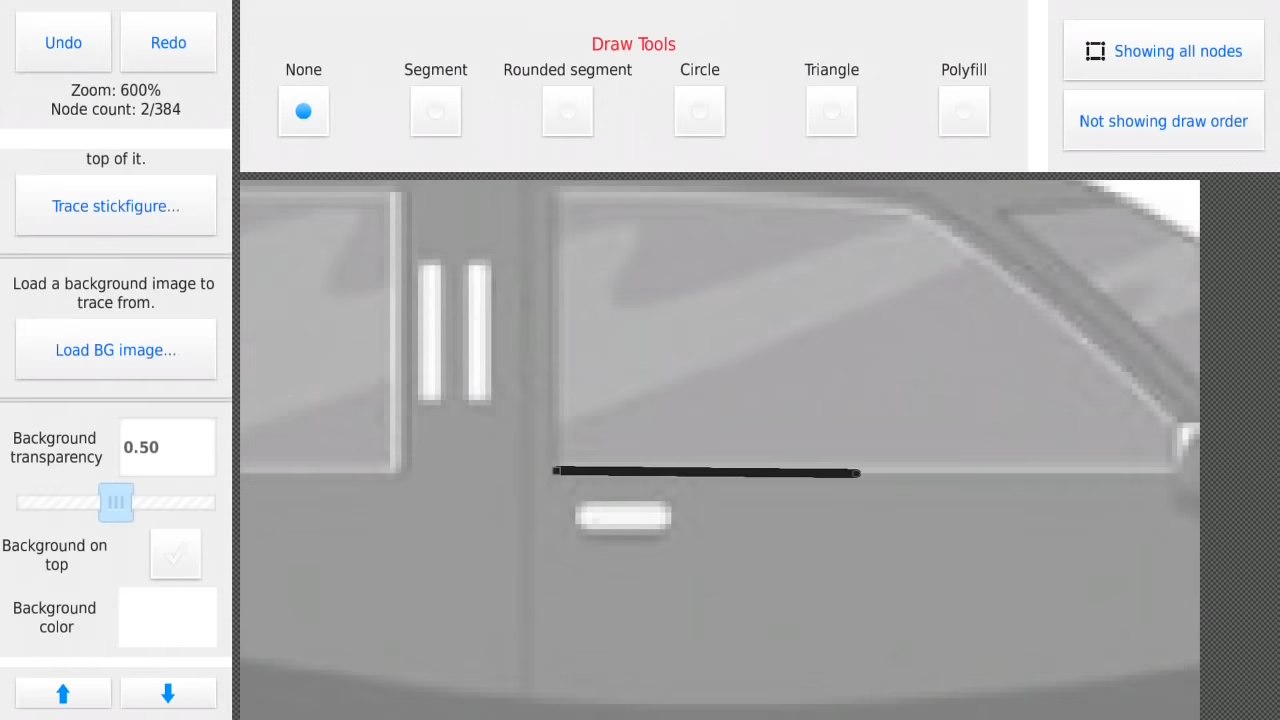 Undo
Redo
Zoom: 600%
Node count: 2/384
top of it.
Trace stickfigure...
Load a background image to
trace from.
Load BG image...
Background
transparency
0.50
Background on
top
Background
color
Draw Tools
None
Segment
Rounded segment
Circle
Triangle
Polyfill
Showing all nodes
Not showing draw order